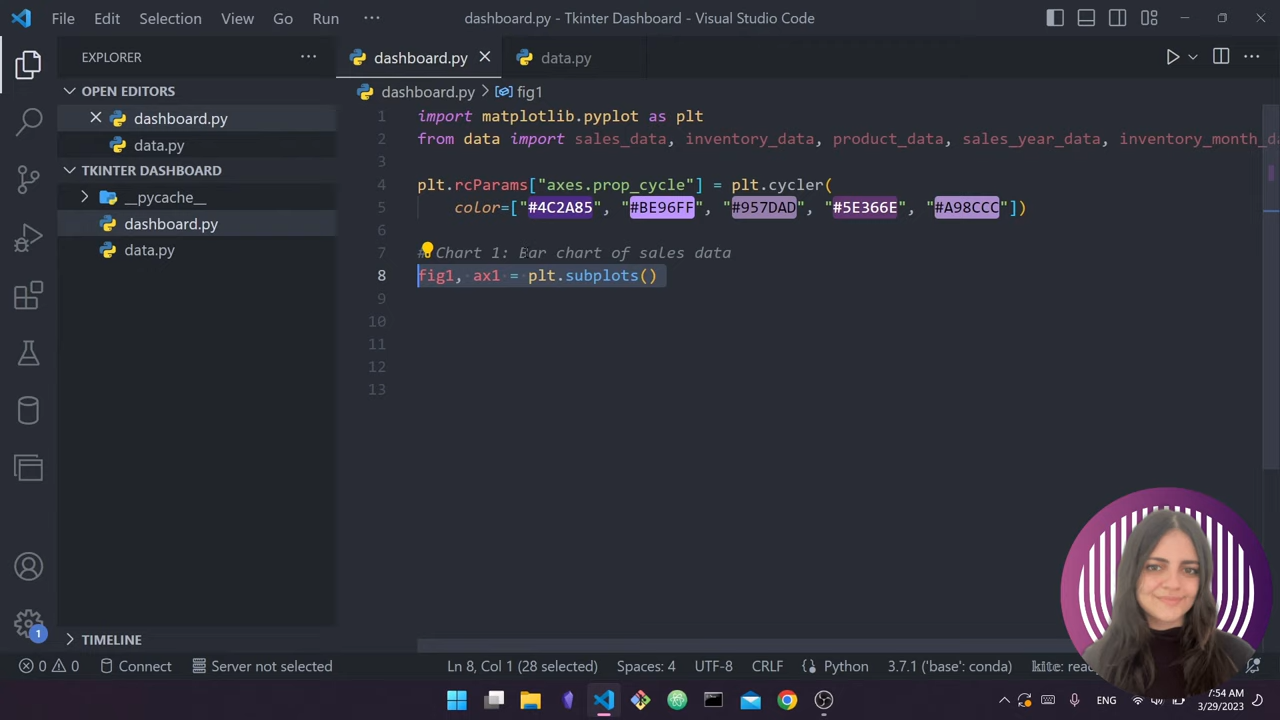 File Edit Selection View Go Run ··· dashboard.py - Tkinter Dashboard - Visual Studio Code
EXPLORER ···
dashboard.py
data.py
OPEN EDITORS
dashboard.py
data.py
TKINTER DASHBOARD
__pycache__
dashboard.py
data.py
TIMELINE
dashboard.py > fig1
1 import matplotlib.pyplot as plt
2 from data import sales_data, inventory_data, product_data, sales_year_data, inventory_month_d
3
4 plt.rcParams["axes.prop_cycle"] = plt.cycler(
5 color=["#4C2A85", "#BE96FF", "#957DAD", "#5E366E", "#A98CCC"])
6
7 # Chart 1: Bar chart of sales data
8 fig1, ax1 = plt.subplots()
9
10
11
12
13
1
0 0 Connect Server not selected Ln 8, Col 1 (28 selected) Spaces: 4 UTF-8 CRLF Python 3.7.1 ('base': conda) kite:
ENG
7:54 AM
3/29/2023